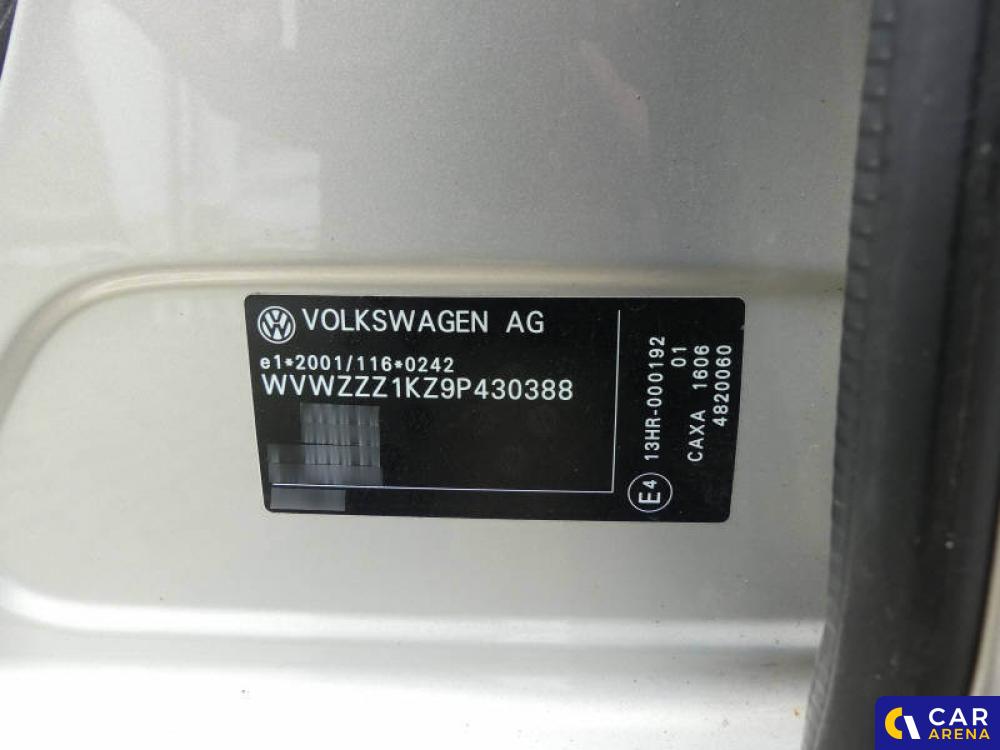 VOLKSWAGEN AG
e1*2001/116*0242
WVWZZZ1KZ9P430388
E4
13HR-000192
01
CAXA 1606
4820060
CAR
ARENA